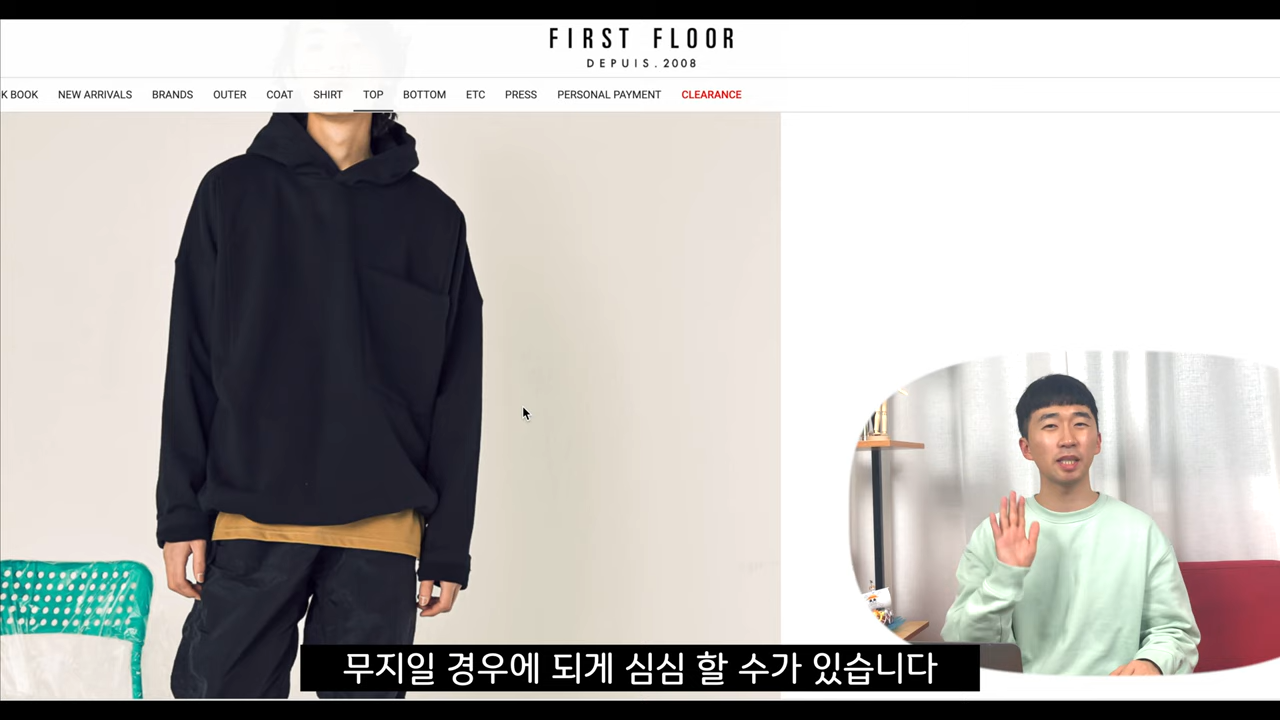 FIRST FLOOR
DEPUIS.2008
K BOOK NEW ARRIVALS BRANDS OUTER COAT SHIRT TOP BOTTOM ETC PRESS PERSONAL PAYMENT CLEARANCE
무지일 경우에 되게 심심 할 수가 있습니다